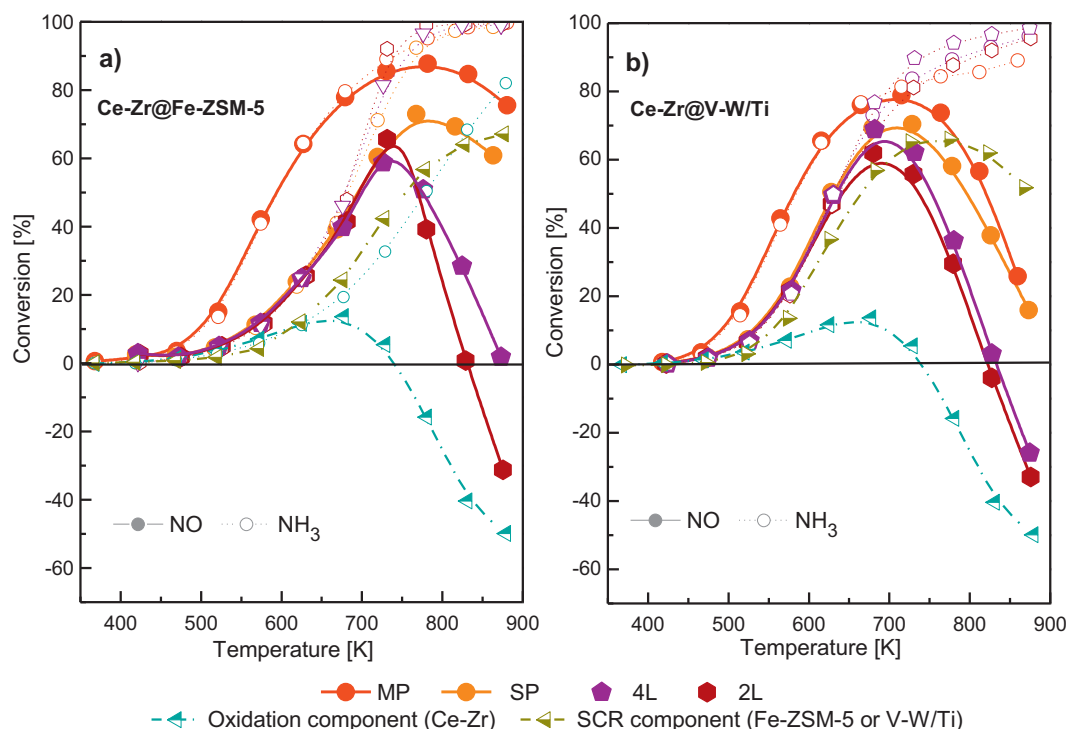 a)
Ce-Zr@Fe-ZSM-5
100
80
60
40
20
0
-20
-40
-60
Conversion [%]
NO
NH3
400 500 600 700 800 900
Temperature [K]
b)
Ce-Zr@V-W/Ti
100
80
60
40
20
0
-20
-40
-60
Conversion [%]
NO
NH3
400 500 600 700 800 900
Temperature [K]
MP SP 4L 2L
Oxidation component (Ce-Zr) SCR component (Fe-ZSM-5 or V-W/Ti)